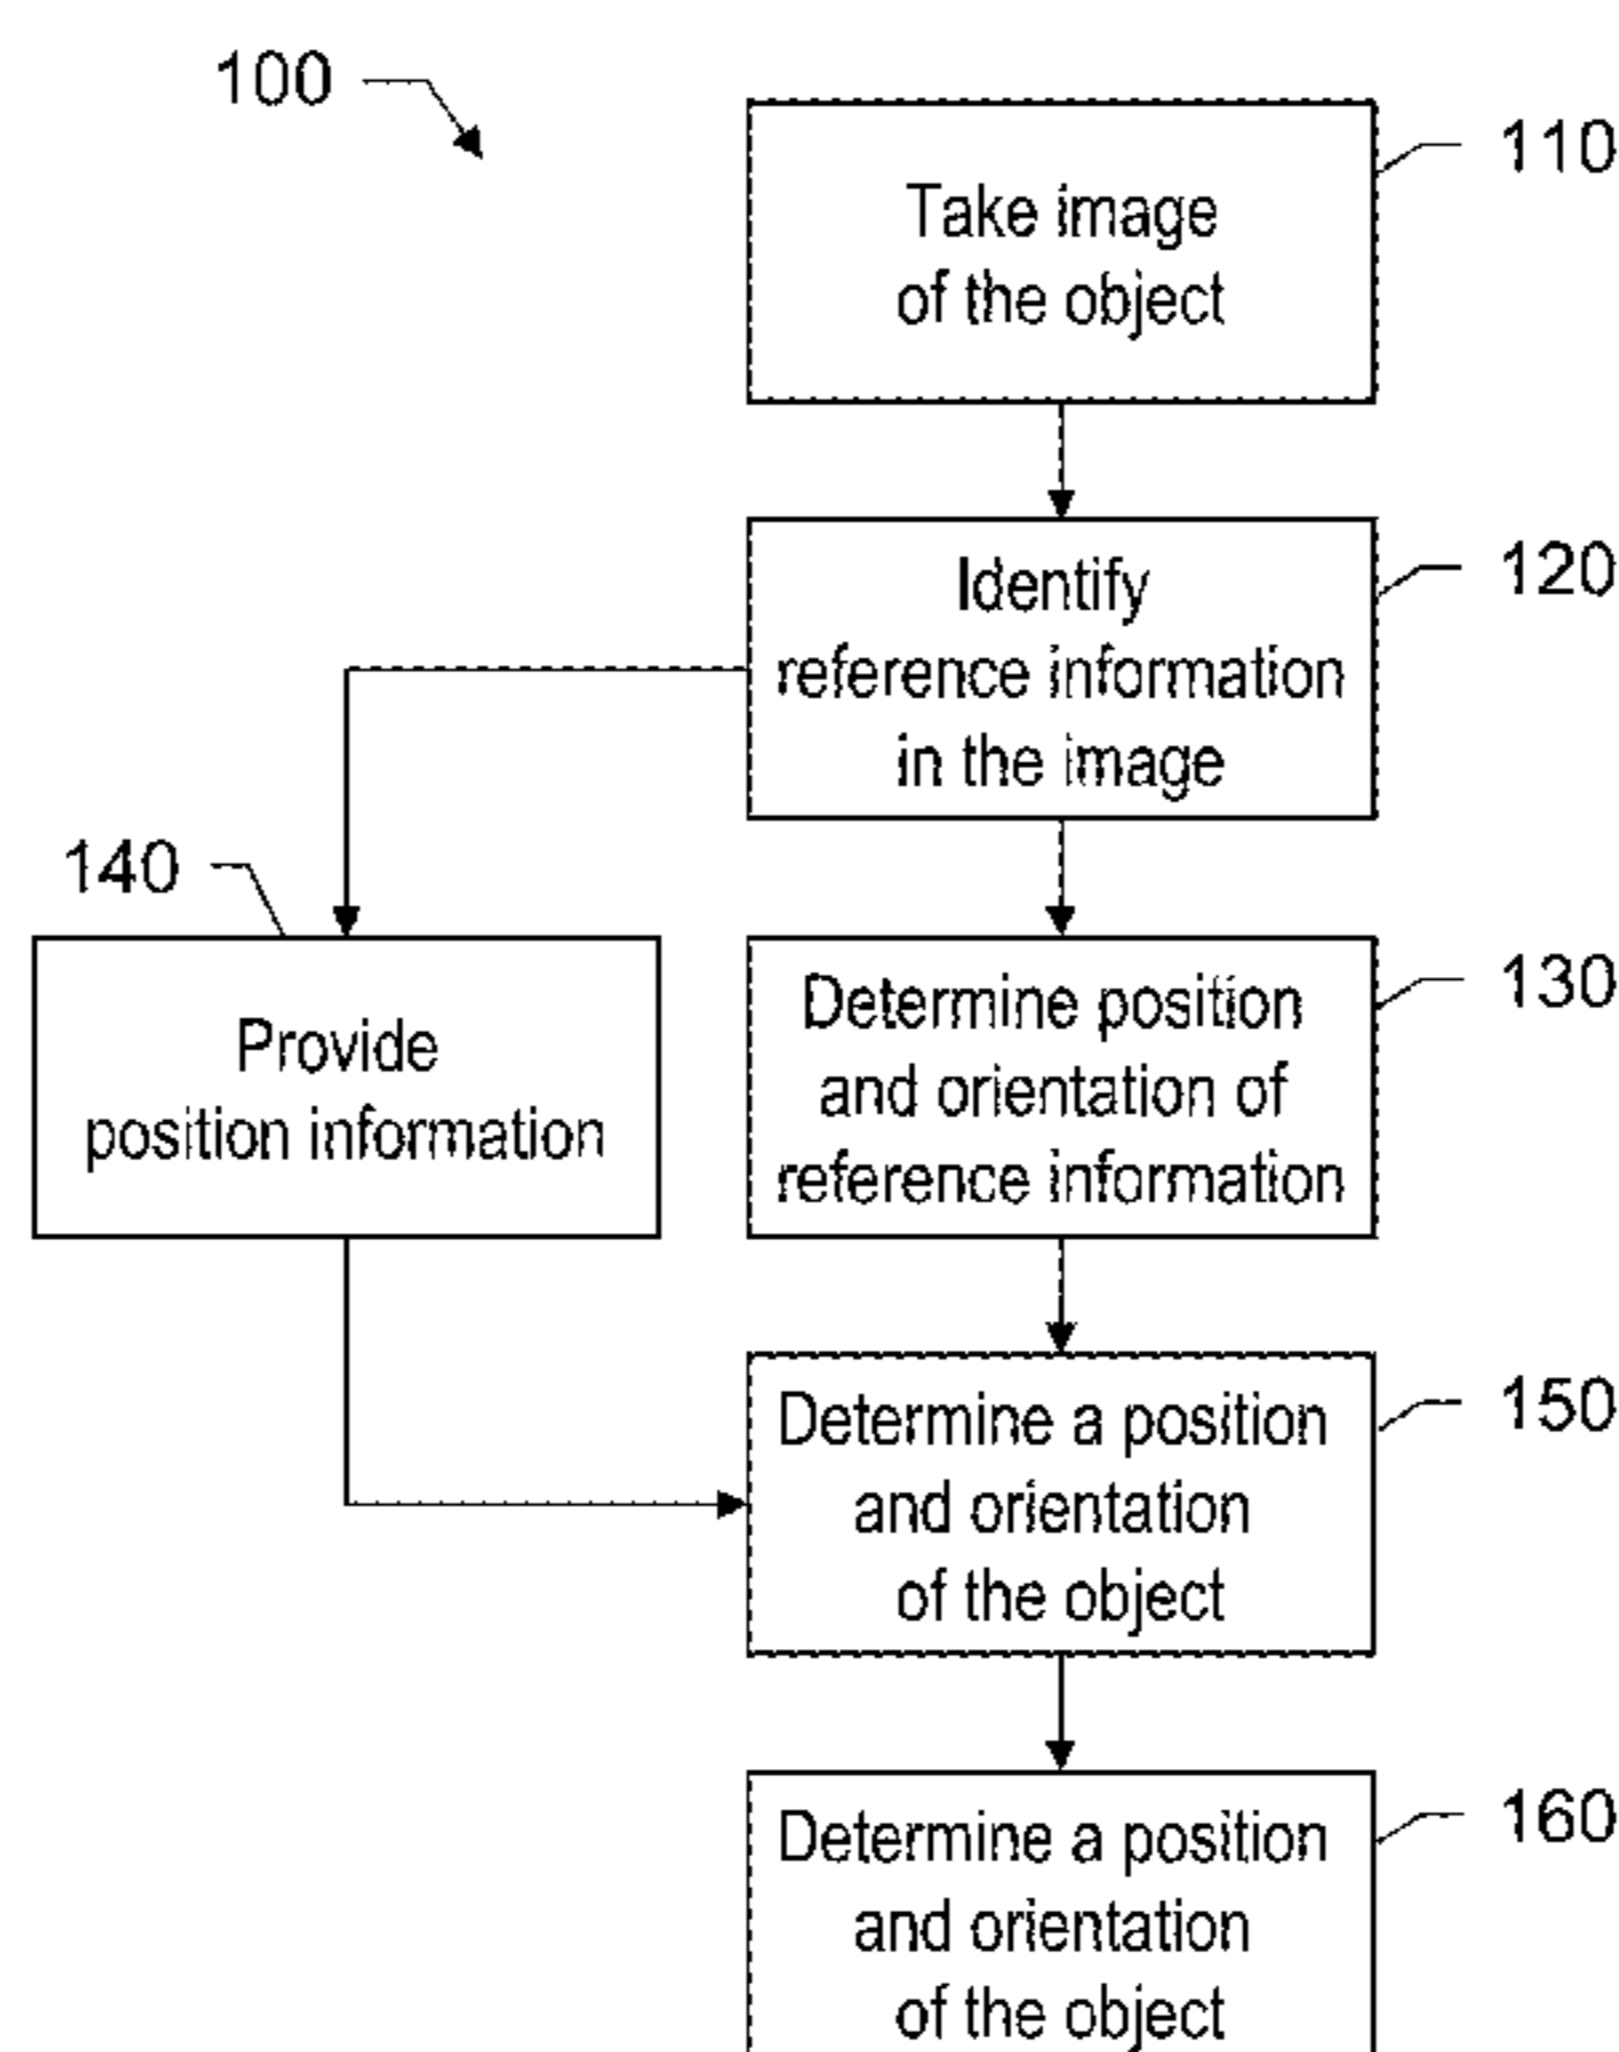 100
110
Take image
of the object
120
Identify
reference information
in the image
140
Provide
position information
130
Determine position
and orientation of
reference information
150
Determine a position
and orientation
of the object
160
Determine a position
and orientation
of the object